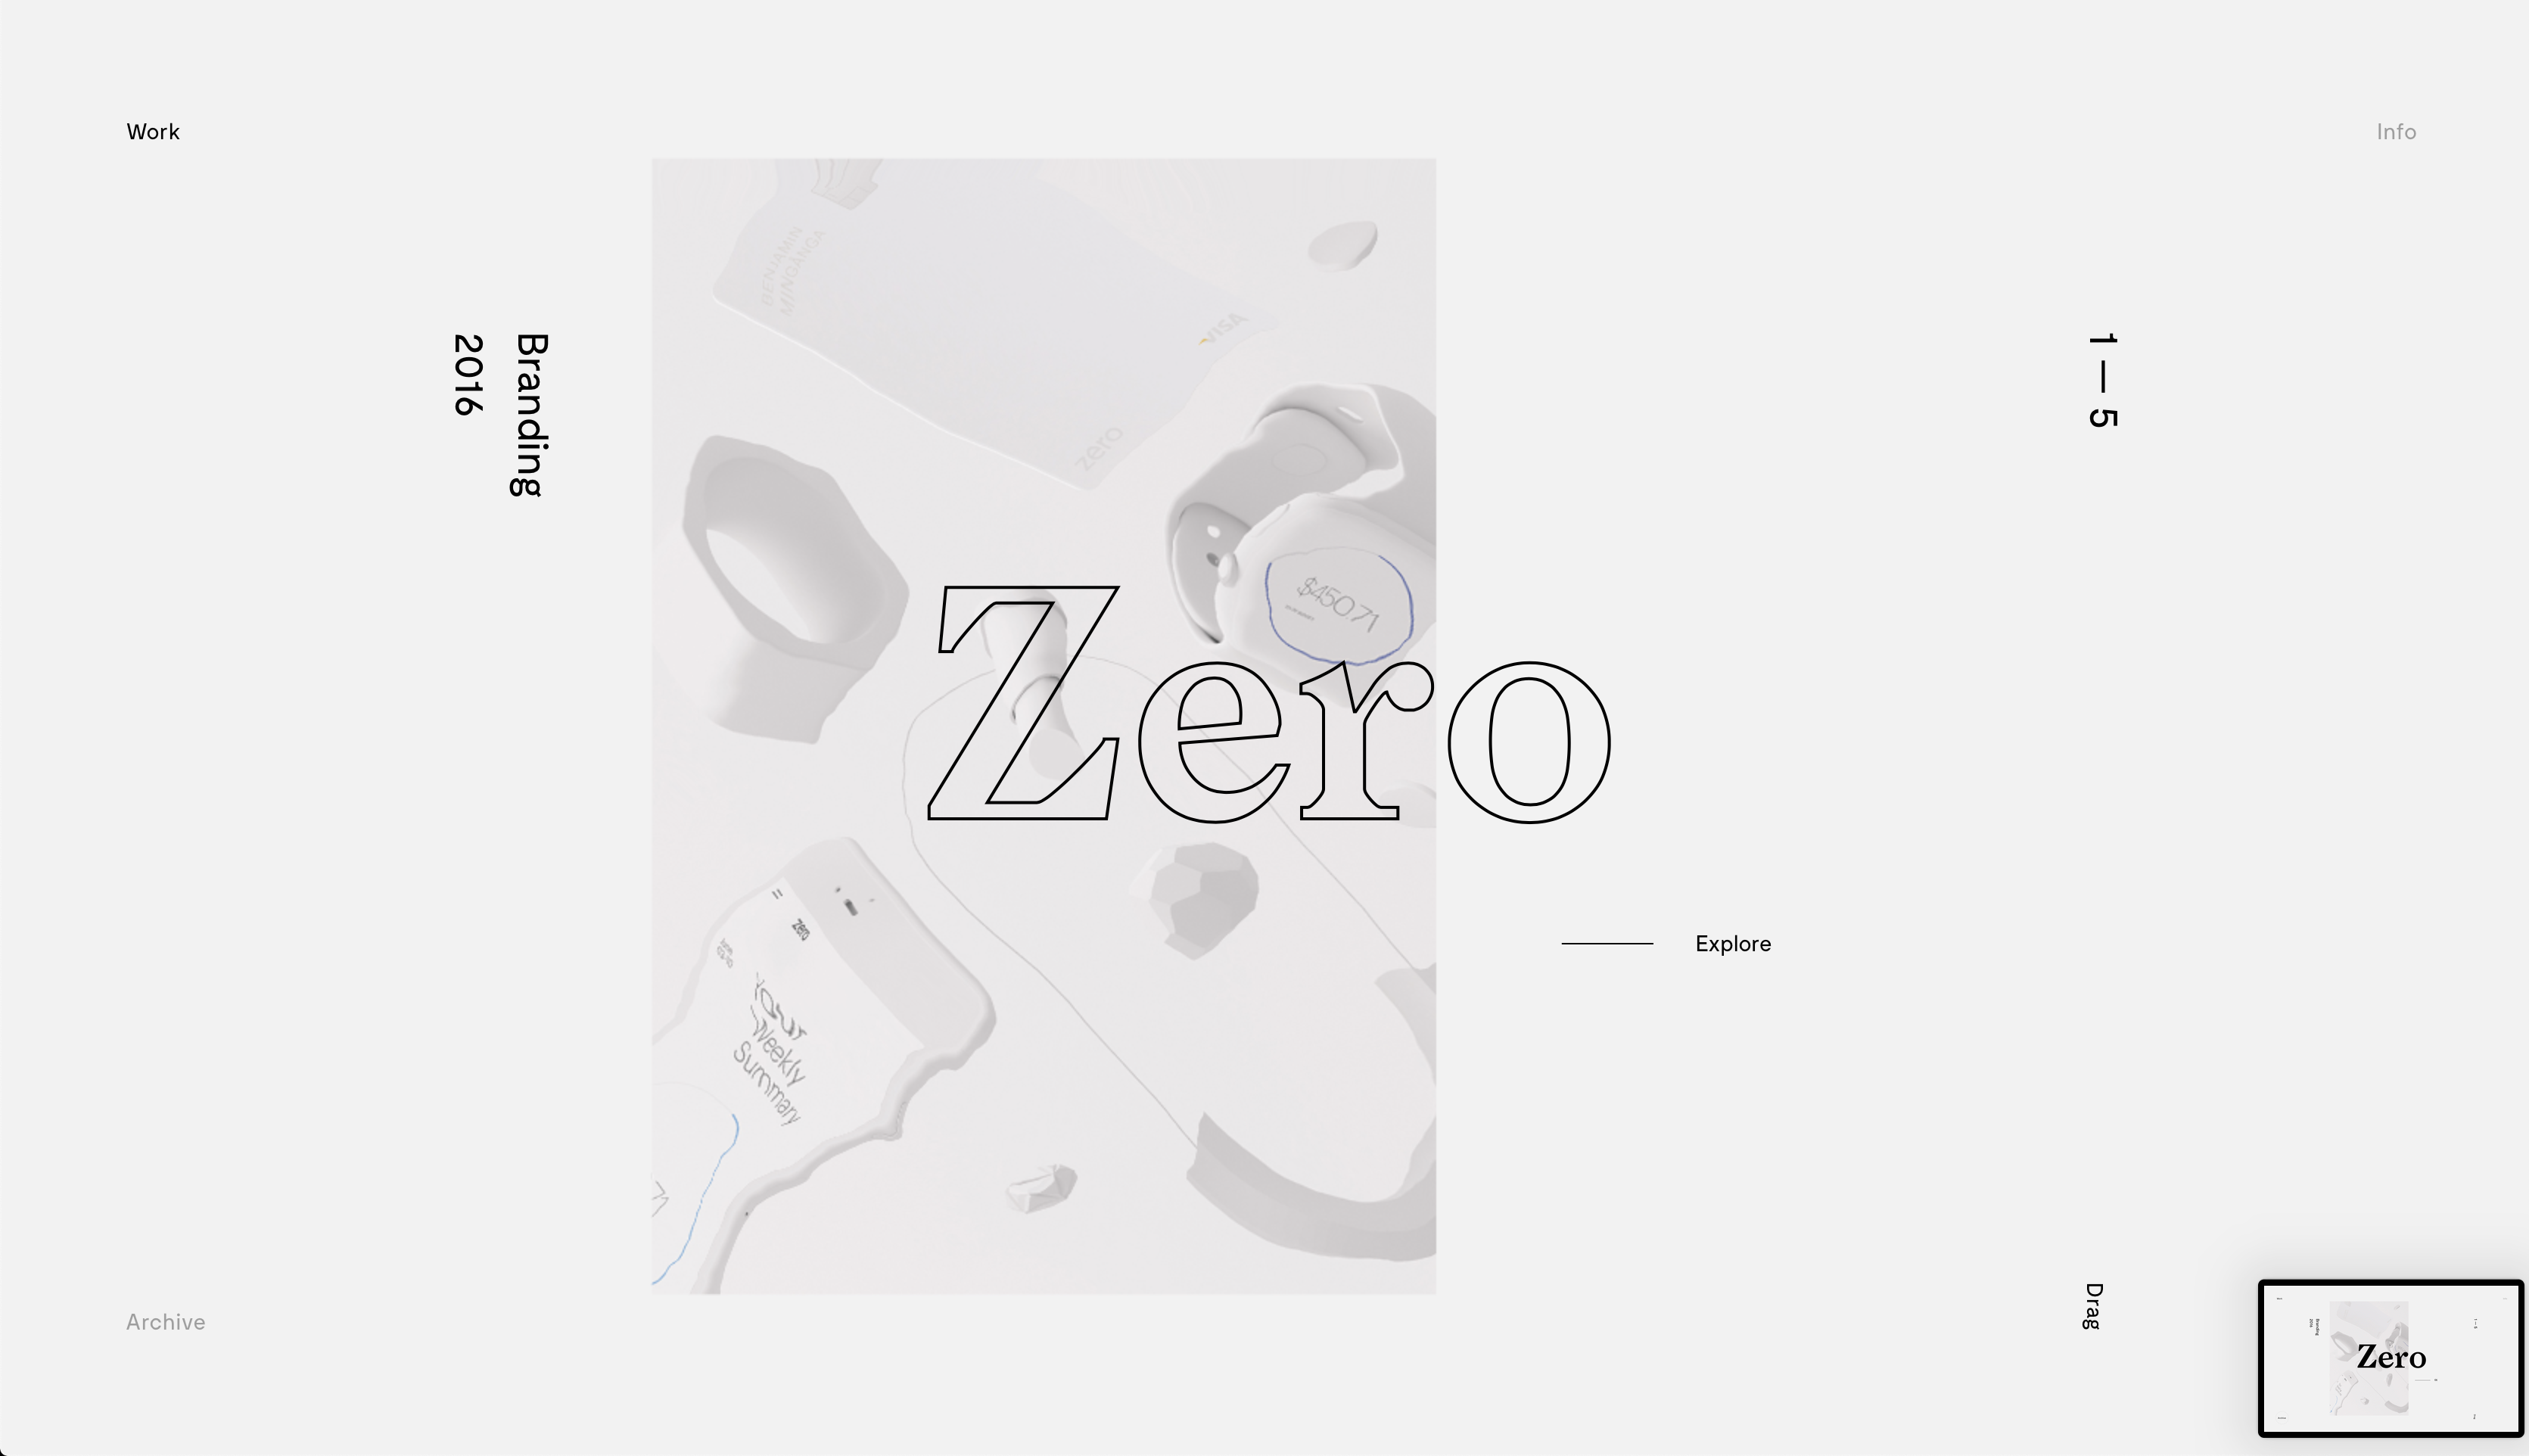 Work
Info
Branding
2016
1 — 5
BENJAMIN
MINGANGA
VISA
zero
$450.71
Zero
Zero
Your
Weekly
Summary
Explore
Archive
Drag
Zero